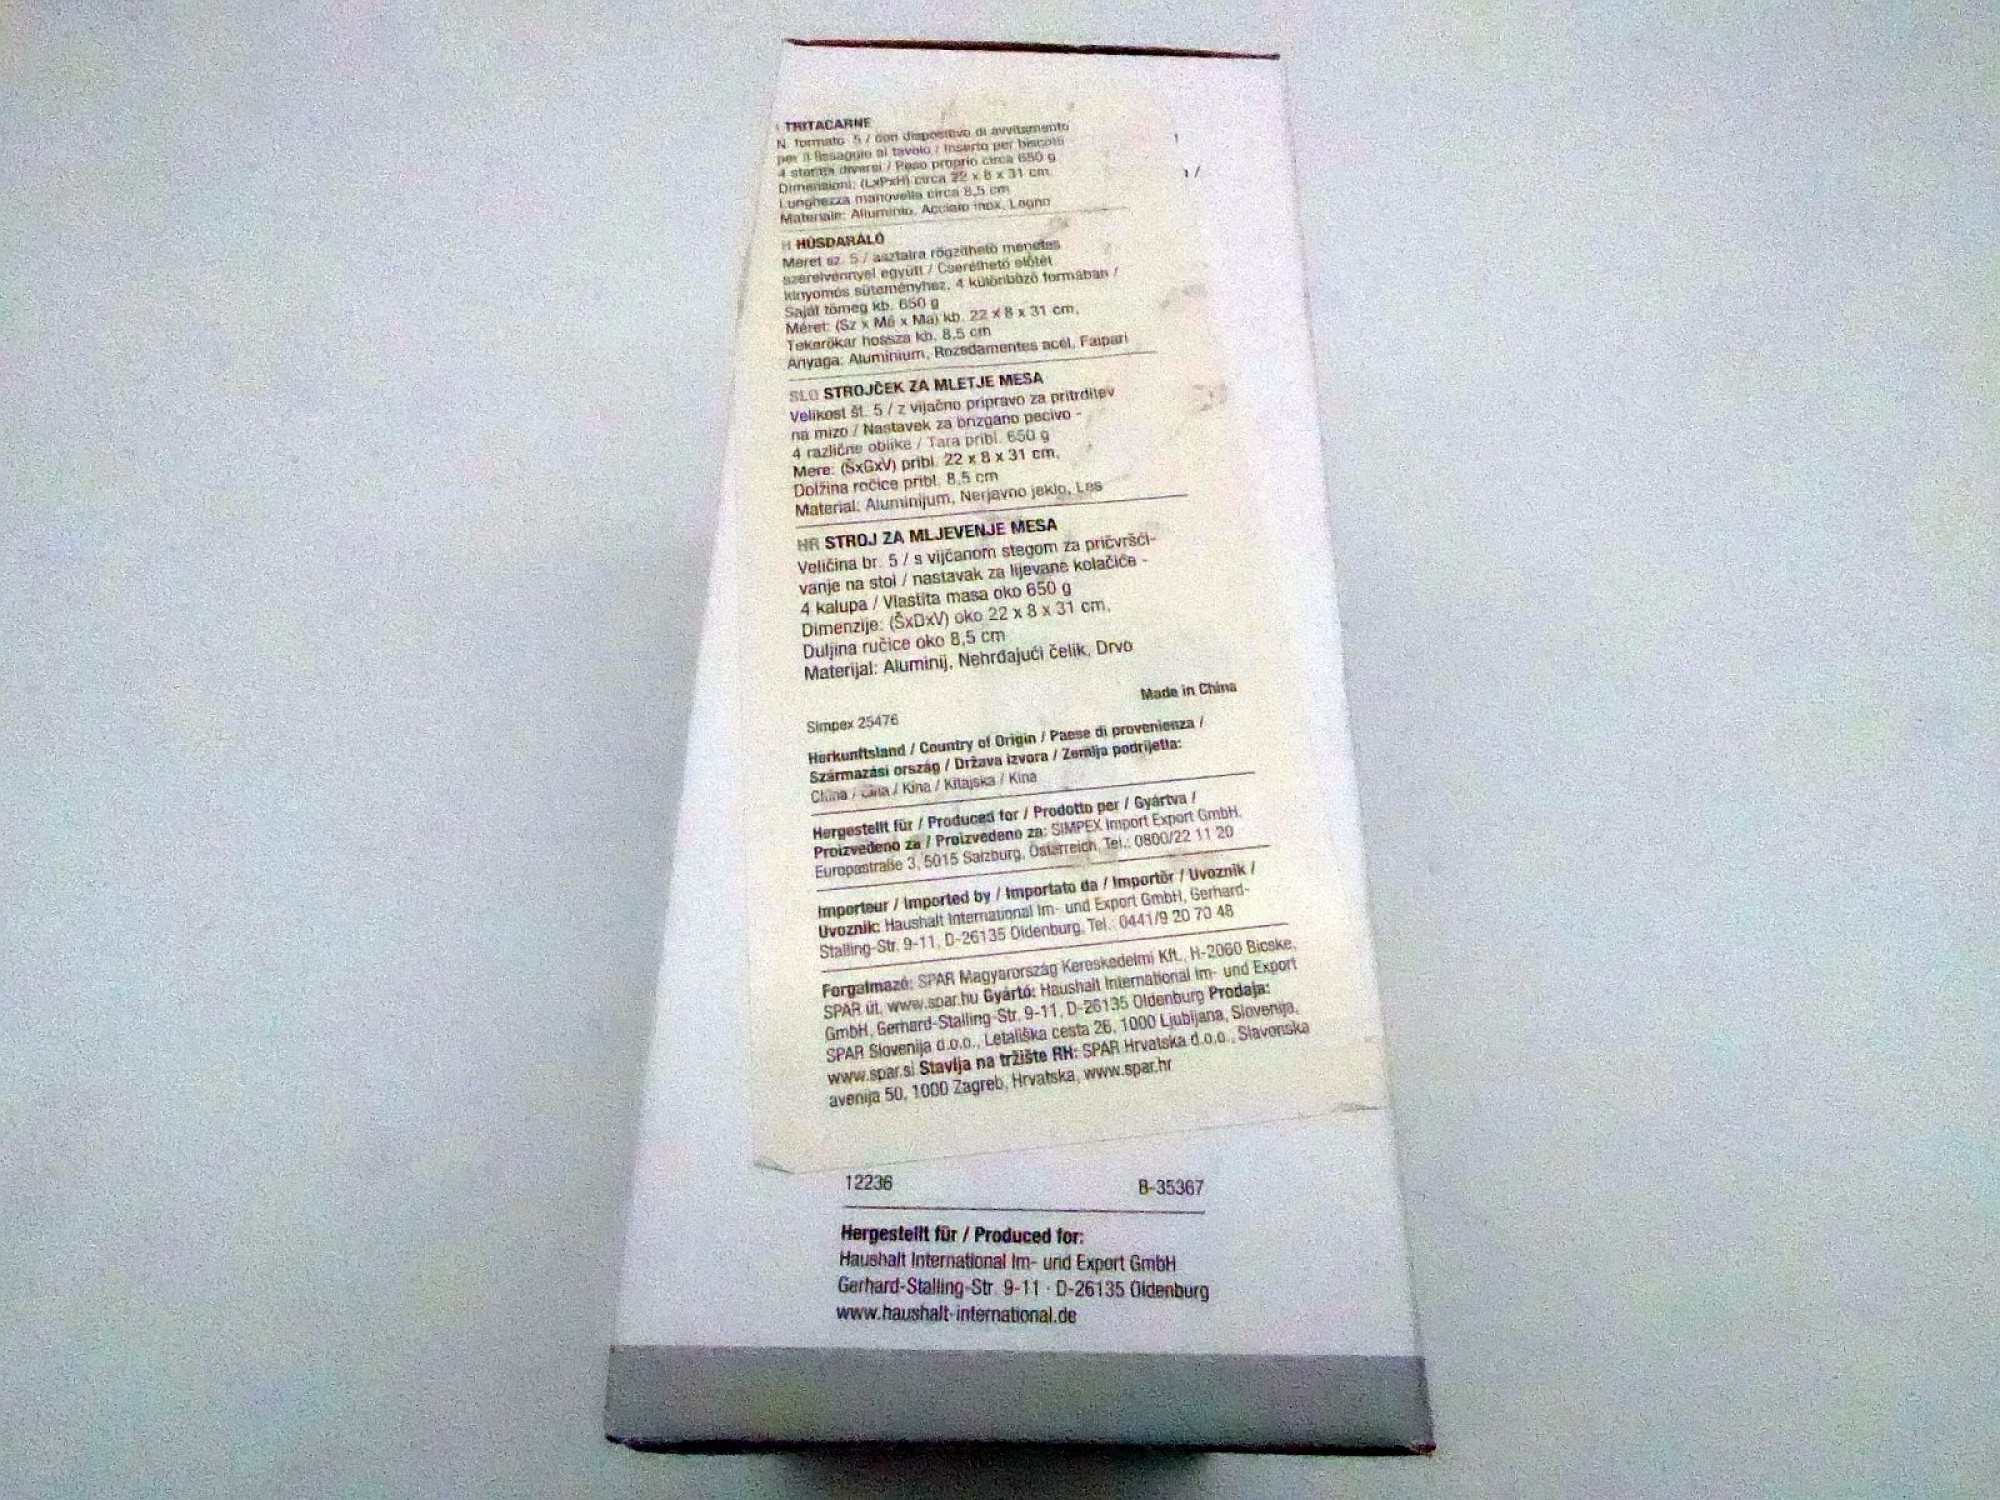 I TRITACARNE
N. formato 5 / con dispositivo di avvitamento
per il fissaggio al tavolo / Inserto per biscotti
4 stampi diversi / Peso proprio circa 650 g
Dimensioni: (LxPxH) circa 22 x 8 x 31 cm,
Lunghezza manovella circa 8,5 cm
Materiale: Alluminio, Acciaio inox, Legno
H HÚSDARÁLÓ
Méret sz. 5 / asztalra rögzíthető menetes
szerelvénnyel együtt / Cserélhető előtét
kinyomós süteményhez, 4 különböző formában /
Saját tömeg kb. 650 g
Méret: (Sz x Mé x Ma) kb. 22 x 8 x 31 cm,
Tekerőkar hossza kb. 8,5 cm
Anyaga: Alumínium, Rozsdamentes acél, Faipari
SLO STROJČEK ZA MLETJE MESA
Velikost št. 5 / z vijačno pripravo za pritrditev
na mizo / Nastavek za brizgano pecivo -
4 različne oblike / Tara pribl. 650 g
Mere: (ŠxGxV) pribl. 22 x 8 x 31 cm,
Dolžina ročice pribl. 8,5 cm
Material: Aluminijum, Nerjavno jeklo, Les
HR STROJ ZA MLJEVENJE MESA
Veličina br. 5 / s vijčanom stegom za pričvršći-
vanje na stol / nastavak za lijevane kolačiće -
4 kalupa / Vlastita masa oko 650 g
Dimenzije: (ŠxDxV) oko 22 x 8 x 31 cm,
Duljina ručice oko 8,5 cm
Materijal: Aluminij, Nehrđajući čelik, Drvo
Made in China
Simpex 25476
Herkunftsland / Country of Origin / Paese di provenienza /
Származási ország / Država izvora / Zemlja podrijetla:
China / Cina / Kína / Kitajska / Kina
Hergestellt für / Produced for / Prodotto per / Gyártva /
Proizvedeno za / Proizvedeno za: SIMPEX Import Export GmbH,
Europastraße 3, 5015 Salzburg, Österreich, Tel.: 0800/22 11 20
Importeur / Imported by / Importato da / Importőr / Uvoznik /
Uvoznik: Haushalt International Im- und Export GmbH, Gerhard-
Stalling-Str. 9-11, D-26135 Oldenburg, Tel.: 0441/9 20 70 48
Forgalmazó: SPAR Magyarország Kereskedelmi Kft., H-2060 Bicske,
SPAR út, www.spar.hu Gyártó: Haushalt International Im- und Export
GmbH, Gerhard-Stalling-Str. 9-11, D-26135 Oldenburg Prodaja:
SPAR Slovenija d.o.o., Letališka cesta 26, 1000 Ljubljana, Slovenija,
www.spar.si Stavlja na tržište RH: SPAR Hrvatska d.o.o., Slavonska
avenija 50, 1000 Zagreb, Hrvatska, www.spar.hr
12236 B-35367
Hergestellt für / Produced for:
Haushalt International Im- und Export GmbH
Gerhard-Stalling-Str. 9-11 · D-26135 Oldenburg
www.haushalt-international.de